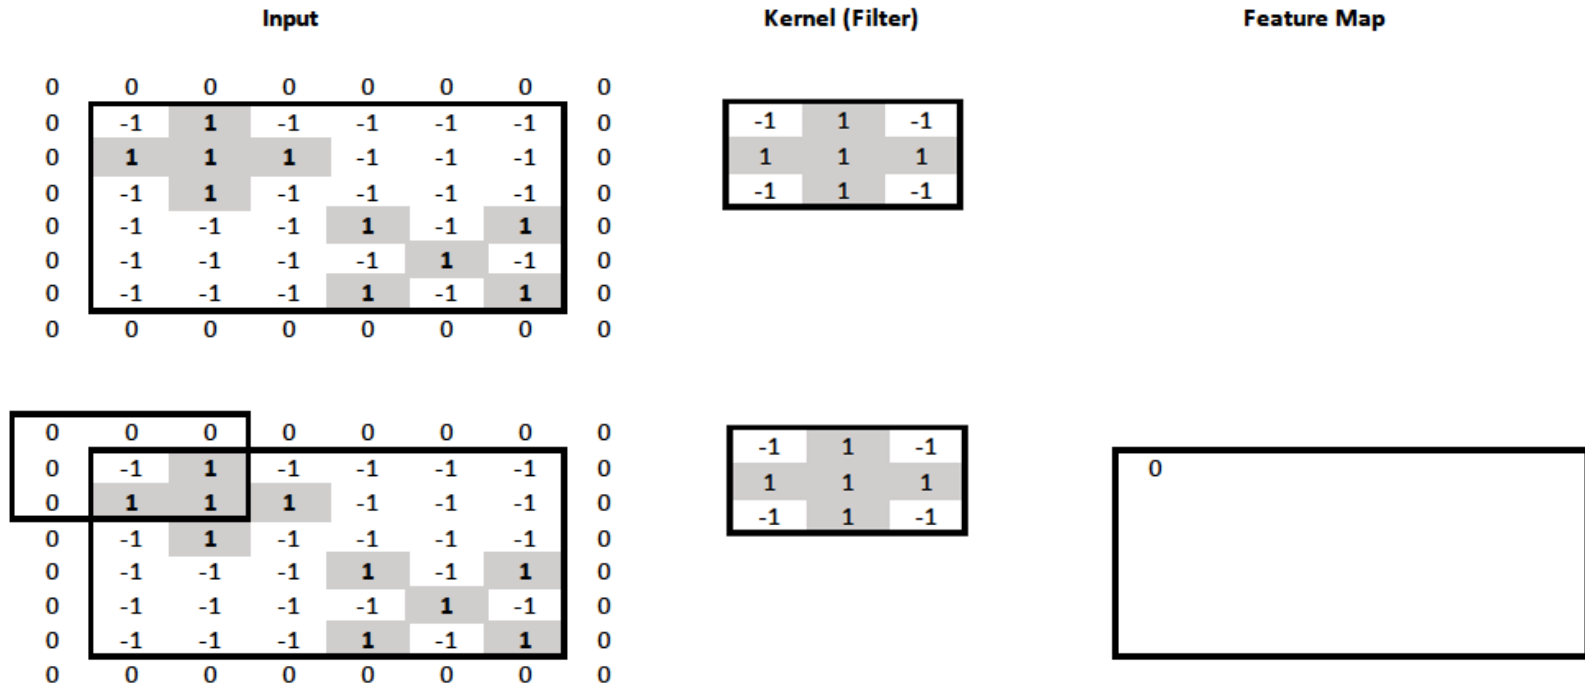 Input Kernel (Filter) Feature Map
0 0 0 0 0 0 0 0
0 -1 1 -1 -1 -1 -1 0 -1 1 -1
0 1 1 1 -1 -1 -1 0 1 1 1
0 -1 1 -1 -1 -1 -1 0 -1 1 -1
0 -1 -1 -1 1 -1 1 0
0 -1 -1 -1 -1 1 -1 0
0 -1 -1 -1 1 -1 1 0
0 0 0 0 0 0 0 0
0 0 0 0 0 0 0 0 -1 1 -1
0 -1 1 -1 -1 -1 -1 0 1 1 1 0
0 1 1 1 -1 -1 -1 0 -1 1 -1
0 -1 1 -1 -1 -1 -1 0
0 -1 -1 -1 1 -1 1 0
0 -1 -1 -1 -1 1 -1 0
0 -1 -1 -1 1 -1 1 0
0 0 0 0 0 0 0 0